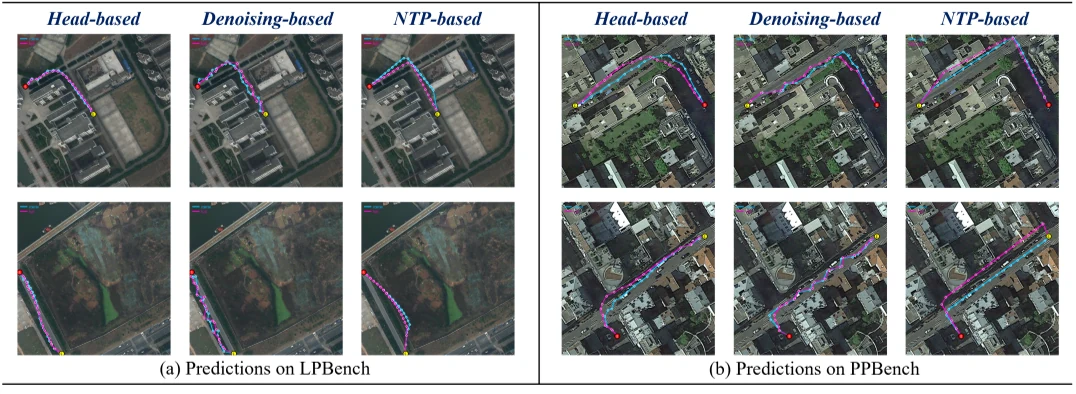 Head-based Denoising-based NTP-based
Head-based Denoising-based NTP-based
(a) Predictions on LPBench
(b) Predictions on PPBench